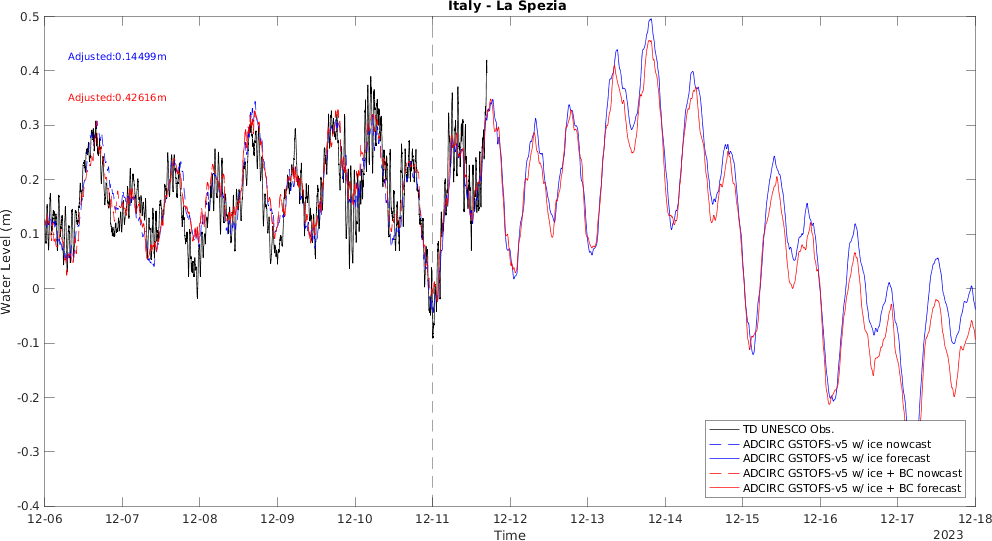 Italy - La Spezia
Adjusted:0.14499m
Adjusted:0.42616m
Water Level (m)
0.5
0.4
0.3
0.2
0.1
0
-0.1
-0.2
-0.3
-0.4
TD UNESCO Obs.
ADCIRC GSTOFS-v5 w/ ice nowcast
ADCIRC GSTOFS-v5 w/ ice forecast
ADCIRC GSTOFS-v5 w/ ice + BC nowcast
ADCIRC GSTOFS-v5 w/ ice + BC forecast
12-06 12-07 12-08 12-09 12-10 12-11 12-12 12-13 12-14 12-15 12-16 12-17 12-18
Time
2023